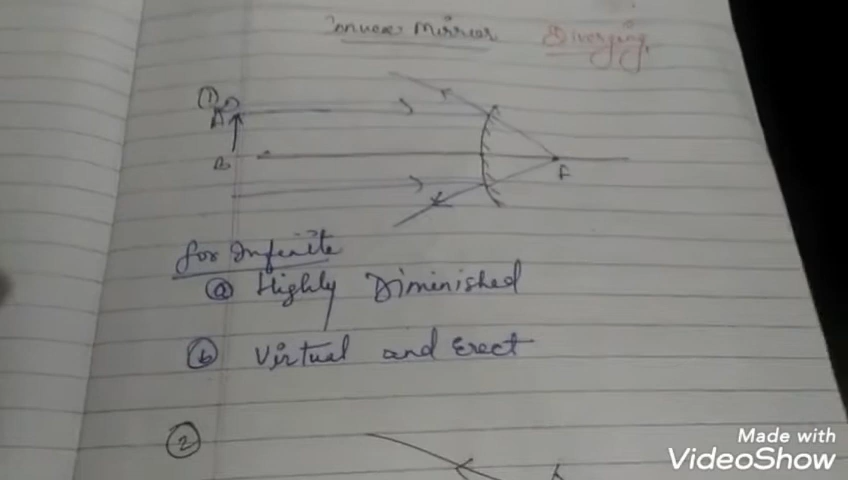 Convex Mirror Diverging
①
A
B
F
for Infinite
ⓐ Highly Diminished
ⓑ Virtual and Erect
②
Made with
VideoShow